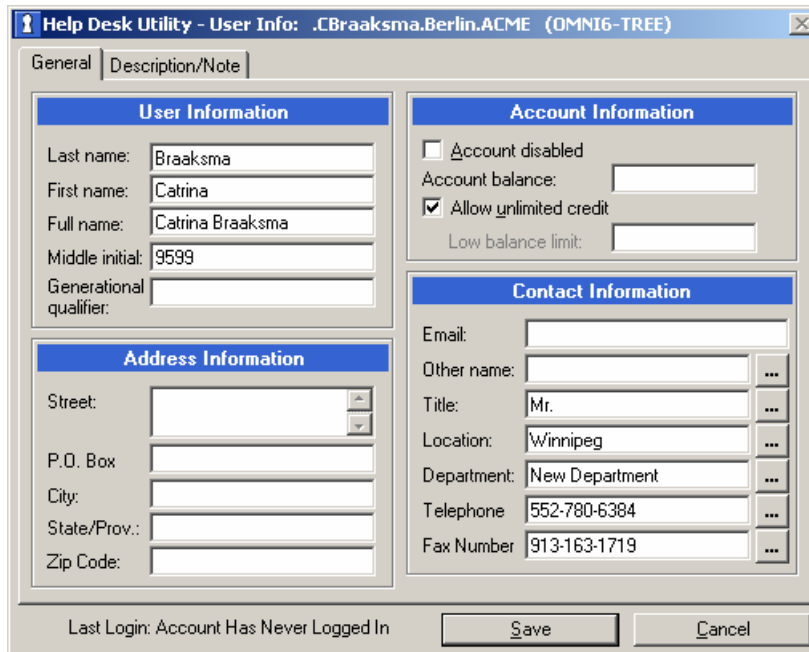 Help Desk Utility - User Info: .CBraaksma.Berlin.ACME (OMNI6-TREE)
General Description/Note
User Information
Last name: Braaksma
First name: Catrina
Full name: Catrina Braaksma
Middle initial: 9599
Generational
qualifier:
Address Information
Street:
P.O. Box
City:
State/Prov.:
Zip Code:
Account Information
Account disabled
Account balance:
Allow unlimited credit
Low balance limit:
Contact Information
Email:
Other name: ...
Title: Mr. ...
Location: Winnipeg ...
Department: New Department ...
Telephone 552-780-6384 ...
Fax Number 913-163-1719 ...
Last Login: Account Has Never Logged In Save Cancel